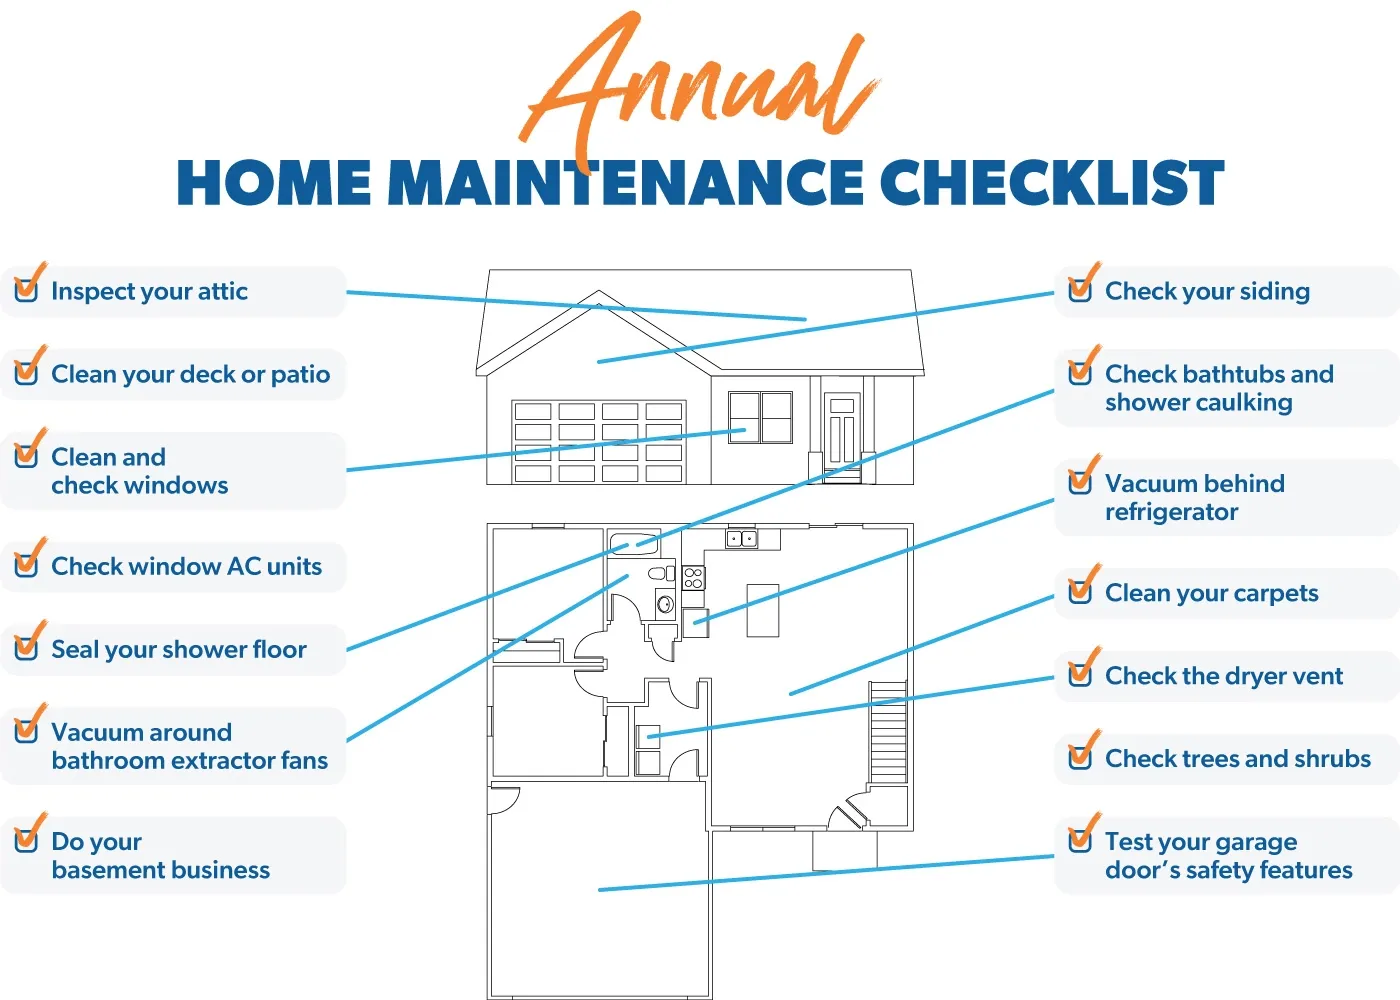 Annual
HOME MAINTENANCE CHECKLIST
Inspect your attic
Clean your deck or patio
Clean and
check windows
Check window AC units
Seal your shower floor
Vacuum around
bathroom extractor fans
Do your
basement business
Check your siding
Check bathtubs and
shower caulking
Vacuum behind
refrigerator
Clean your carpets
Check the dryer vent
Check trees and shrubs
Test your garage
door’s safety features